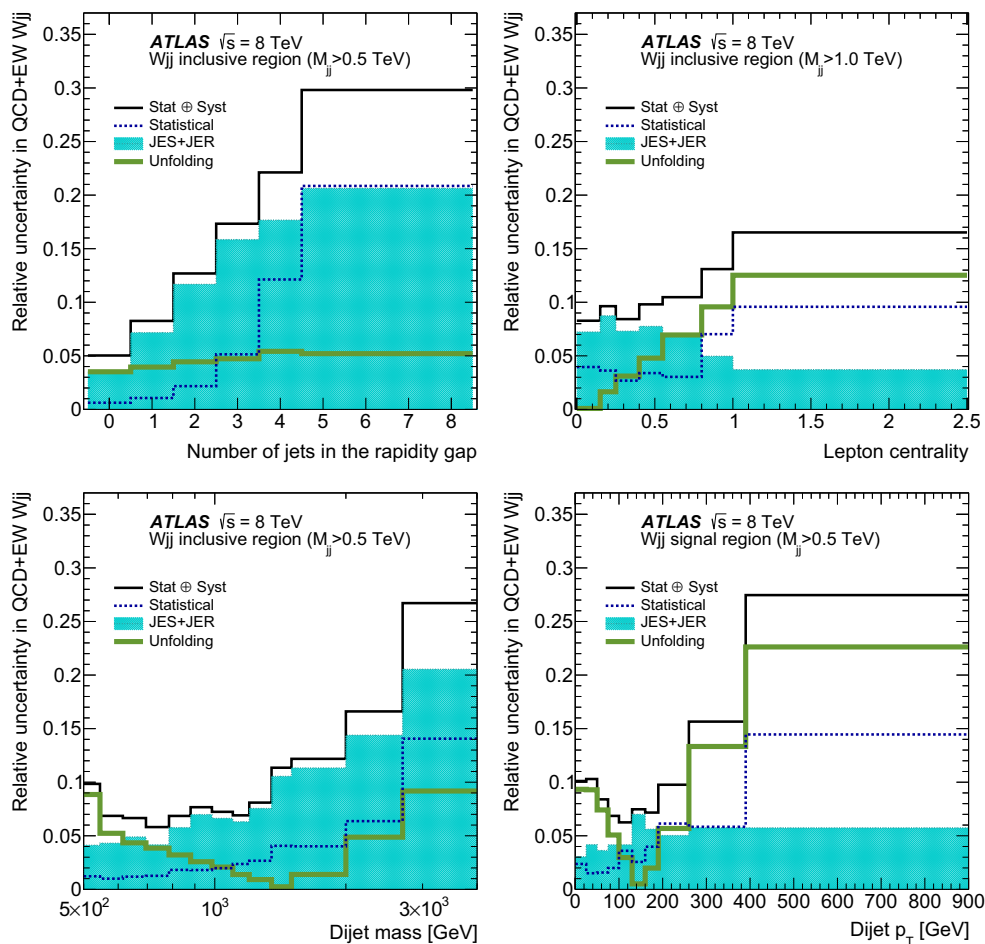 Relative uncertainty in QCD+EW Wjj
0.35
0.3
0.25
0.2
0.15
0.1
0.05
0
ATLAS √s = 8 TeV
Wjj inclusive region (M_jj>0.5 TeV)
Stat ⊕ Syst
Statistical
JES+JER
Unfolding
0 1 2 3 4 5 6 7 8
Number of jets in the rapidity gap
Relative uncertainty in QCD+EW Wjj
0.35
0.3
0.25
0.2
0.15
0.1
0.05
0
ATLAS √s = 8 TeV
Wjj inclusive region (M_jj>1.0 TeV)
Stat ⊕ Syst
Statistical
JES+JER
Unfolding
0 0.5 1 1.5 2 2.5
Lepton centrality
Relative uncertainty in QCD+EW Wjj
0.35
0.3
0.25
0.2
0.15
0.1
0.05
0
ATLAS √s = 8 TeV
Wjj inclusive region (M_jj>0.5 TeV)
Stat ⊕ Syst
Statistical
JES+JER
Unfolding
5×10² 10³ 3×10³
Dijet mass [GeV]
Relative uncertainty in QCD+EW Wjj
0.35
0.3
0.25
0.2
0.15
0.1
0.05
0
ATLAS √s = 8 TeV
Wjj signal region (M_jj>0.5 TeV)
Stat ⊕ Syst
Statistical
JES+JER
Unfolding
0 100 200 300 400 500 600 700 800 900
Dijet p_T [GeV]